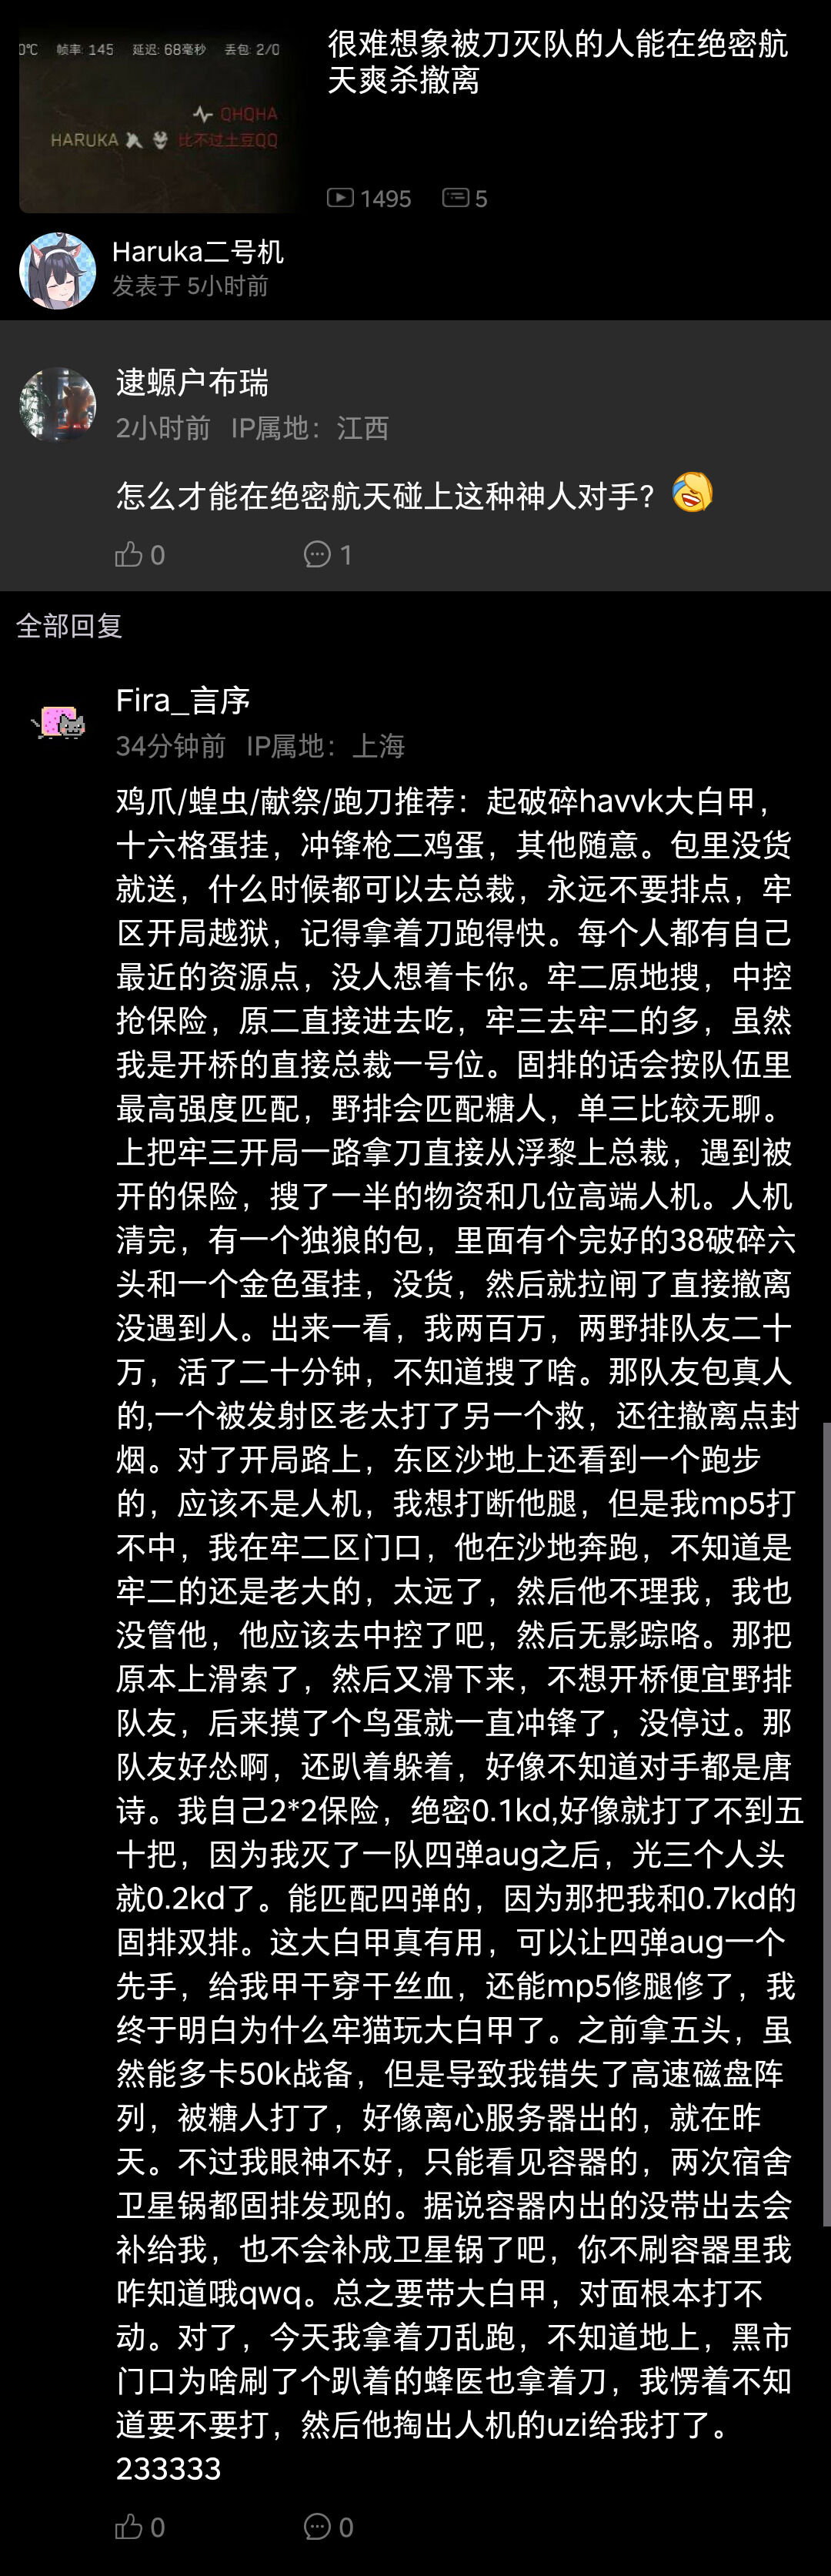 0℃ 帧率: 145 延迟: 68毫秒 丢包: 2/0
QHQHA
HARUKA 比不过土豆QQ
很难想象被刀灭队的人能在绝密航
天爽杀撤离
1495 5
Haruka二号机
发表于 5小时前
逮螈户布瑞
2小时前 IP属地：江西
怎么才能在绝密航天碰上这种神人对手？
0 1
全部回复
Fira_言序
34分钟前 IP属地：上海
鸡爪/蝗虫/献祭/跑刀推荐：起破碎havvk大白甲，
十六格蛋挂，冲锋枪二鸡蛋，其他随意。包里没货
就送，什么时候都可以去总裁，永远不要排点，牢
区开局越狱，记得拿着刀跑得快。每个人都有自己
最近的资源点，没人想着卡你。牢二原地搜，中控
抢保险，原二直接进去吃，牢三去牢二的多，虽然
我是开桥的直接总裁一号位。固排的话会按队伍里
最高强度匹配，野排会匹配糖人，单三比较无聊。
上把牢三开局一路拿刀直接从浮黎上总裁，遇到被
开的保险，搜了一半的物资和几位高端人机。人机
清完，有一个独狼的包，里面有个完好的38破碎六
头和一个金色蛋挂，没货，然后就拉闸了直接撤离
没遇到人。出来一看，我两百万，两野排队友二十
万，活了二十分钟，不知道搜了啥。那队友包真人
的,一个被发射区老太打了另一个救，还往撤离点封
烟。对了开局路上，东区沙地上还看到一个跑步
的，应该不是人机，我想打断他腿，但是我mp5打
不中，我在牢二区门口，他在沙地奔跑，不知道是
牢二的还是老大的，太远了，然后他不理我，我也
没管他，他应该去中控了吧，然后无影踪咯。那把
原本上滑索了，然后又滑下来，不想开桥便宜野排
队友，后来摸了个鸟蛋就一直冲锋了，没停过。那
队友好怂啊，还趴着躲着，好像不知道对手都是唐
诗。我自己2*2保险，绝密0.1kd,好像就打了不到五
十把，因为我灭了一队四弹aug之后，光三个人头
就0.2kd了。能匹配四弹的，因为那把我和0.7kd的
固排双排。这大白甲真有用，可以让四弹aug一个
先手，给我甲干穿干丝血，还能mp5修腿修了，我
终于明白为什么牢猫玩大白甲了。之前拿五头，虽
然能多卡50k战备，但是导致我错失了高速磁盘阵
列，被糖人打了，好像离心服务器出的，就在昨
天。不过我眼神不好，只能看见容器的，两次宿舍
卫星锅都固排发现的。据说容器内出的没带出去会
补给我，也不会补成卫星锅了吧，你不刷容器里我
咋知道哦qwq。总之要带大白甲，对面根本打不
动。对了，今天我拿着刀乱跑，不知道地上，黑市
门口为啥刷了个趴着的蜂医也拿着刀，我愣着不知
道要不要打，然后他掏出人机的uzi给我打了。
233333
0 0